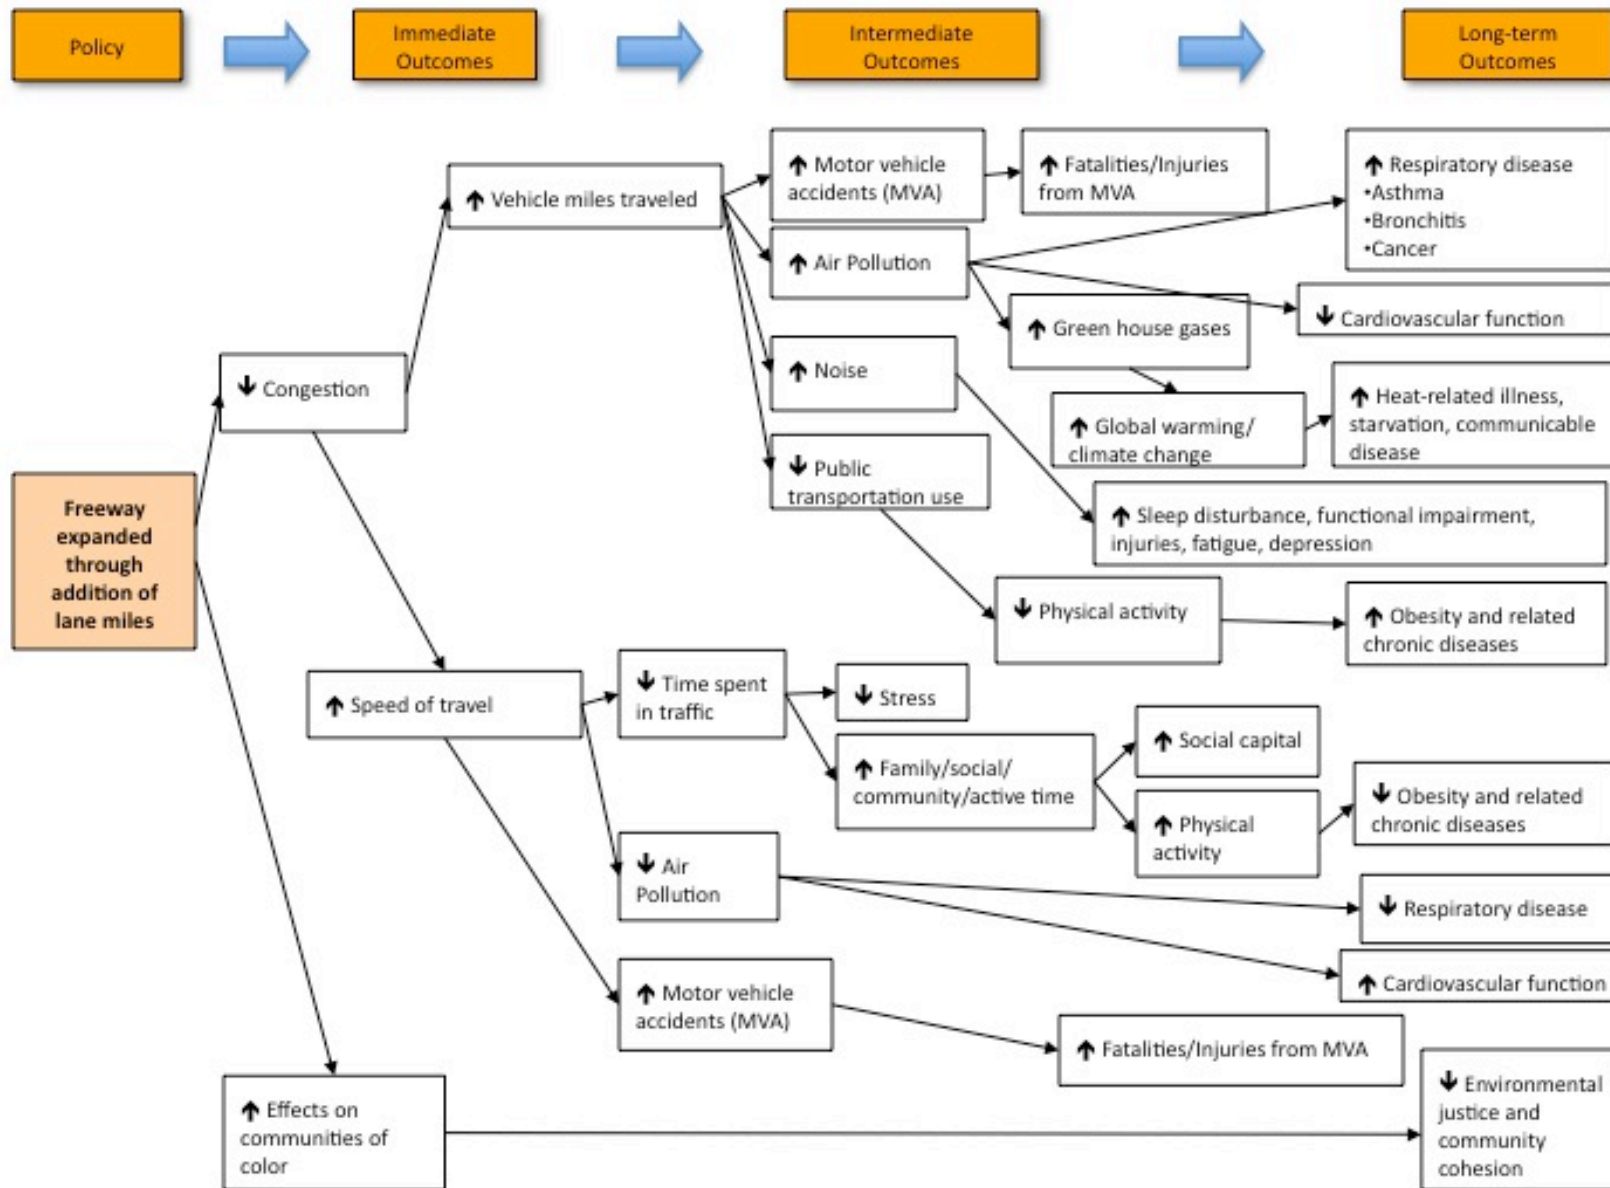 Policy
Immediate
Outcomes
Intermediate
Outcomes
Long-term
Outcomes
↑ Motor vehicle
accidents (MVA)
↑ Fatalities/Injuries
from MVA
↑ Respiratory disease
•Asthma
•Bronchitis
•Cancer
↑ Vehicle miles traveled
↑ Air Pollution
↓ Cardiovascular function
↑ Green house gases
↓ Congestion
↑ Noise
↑ Heat-related illness,
starvation, communicable
disease
↑ Global warming/
climate change
↓ Public
transportation use
Freeway
expanded
through
addition of
lane miles
↑ Sleep disturbance, functional impairment,
injuries, fatigue, depression
↓ Physical activity
↑ Obesity and related
chronic diseases
↑ Speed of travel
↓ Time spent
in traffic
↓ Stress
↑ Social capital
↑ Family/social/
community/active time
↓ Obesity and related
chronic diseases
↑ Physical
activity
↓ Air
Pollution
↓ Respiratory disease
↑ Cardiovascular function
↑ Motor vehicle
accidents (MVA)
↑ Fatalities/Injuries from MVA
↑ Effects on
communities of
color
↓ Environmental
justice and
community
cohesion